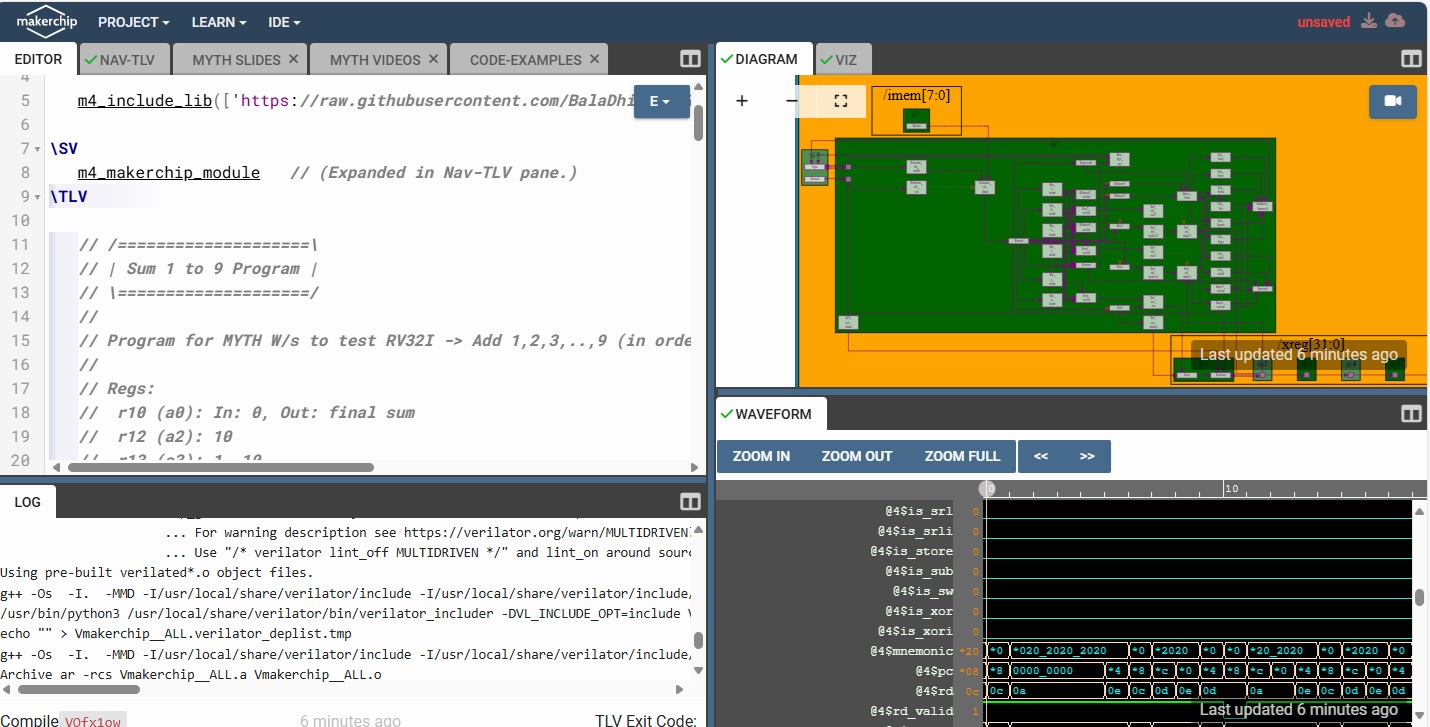 makerchip PROJECT LEARN IDE unsaved
EDITOR NAV-TLV MYTH SLIDES MYTH VIDEOS CODE-EXAMPLES
4
5 m4_include_lib(['https://raw.githubusercontent.com/BalaDhi
E
6
7 \SV
8 m4_makerchip_module // (Expanded in Nav-TLV pane.)
9 \TLV
10
11 // /====================\
12 // | Sum 1 to 9 Program |
13 // \====================/
14 //
15 // Program for MYTH W/s to test RV32I -> Add 1,2,3,..,9 (in orde
16 //
17 // Regs:
18 // r10 (a0): In: 0, Out: final sum
19 // r12 (a2): 10
20 // r13 (a3): 1..10
LOG
... For warning description see https://verilator.org/warn/MULTIDRIVEN
... Use "/* verilator lint_off MULTIDRIVEN */" and lint_on around sourc
Using pre-built verilated*.o object files.
g++ -Os -I. -MMD -I/usr/local/share/verilator/include -I/usr/local/share/verilator/include/
/usr/bin/python3 /usr/local/share/verilator/bin/verilator_includer -DVL_INCLUDE_OPT=include V
echo "" > Vmakerchip__ALL.verilator_deplist.tmp
g++ -Os -I. -MMD -I/usr/local/share/verilator/include -I/usr/local/share/verilator/include/
Archive ar -rcs Vmakerchip__ALL.a Vmakerchip__ALL.o
Compile VOfx1ow 6 minutes ago TLV Exit Code:
DIAGRAM VIZ
+ −
/imem[7:0]
/xreg[31:0]
Last updated 6 minutes ago
WAVEFORM
ZOOM IN ZOOM OUT ZOOM FULL << >>
0 10
@4$is_srl 0
@4$is_srli 0
@4$is_store 0
@4$is_sub 0
@4$is_sw 0
@4$is_xor 0
@4$is_xori 0
@4$mnemonic *20 *0 *020_2020_2020 *0 *2020 *0 *0 *20_2020 *0 *2020 *0
@4$pc *08 *8 0000_0000 *4 *8 *c *0 *4 *8 *c *0 *4 *8 *c *0 *4
@4$rd 0c 0c 0a 0e 0c 0d 0e 0d 0a 0e 0c 0d 0e 0d
@4$rd_valid 1
Last updated 6 minutes ago